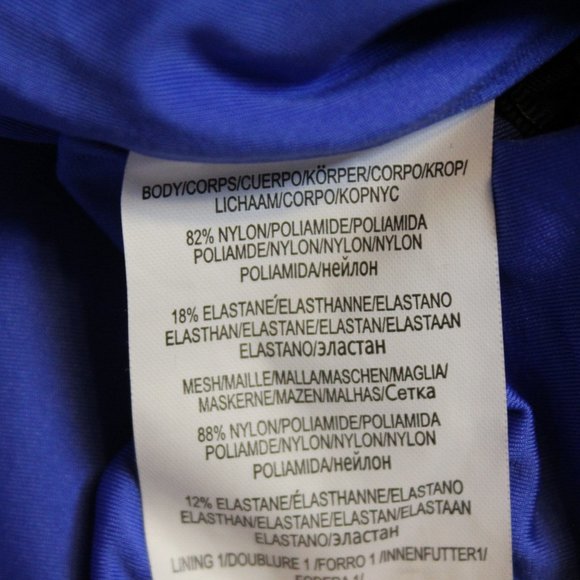 BODY/CORPS/CUERPO/KÖRPER/CORPO/KROP/
LICHAAM/CORPO/KOPNYC
82% NYLON/POLIAMIDE/POLIAMIDA
POLIAMDE/NYLON/NYLON/NYLON
POLIAMIDA/нейлон
18% ELASTANE/ELASTHANNE/ELASTANO
ELASTHAN/ELASTANE/ELASTAN/ELASTAAN
ELASTANO/эластан
MESH/MAILLE/MALLA/MASCHEN/MAGLIA/
MASKERNE/MAZEN/MALHAS/Сетка
88% NYLON/POLIAMIDE/POLIAMIDA
POLIAMDE/NYLON/NYLON/NYLON
POLIAMIDA/нейлон
12% ELASTANE/ÉLASTHANNE/ELASTANO
ELASTHAN/ELASTANE/ELASTAN/ELASTAAN
ELASTANO/эластан
LINING 1/DOUBLURE 1 /FORRO 1 /INNENFUTTER1/